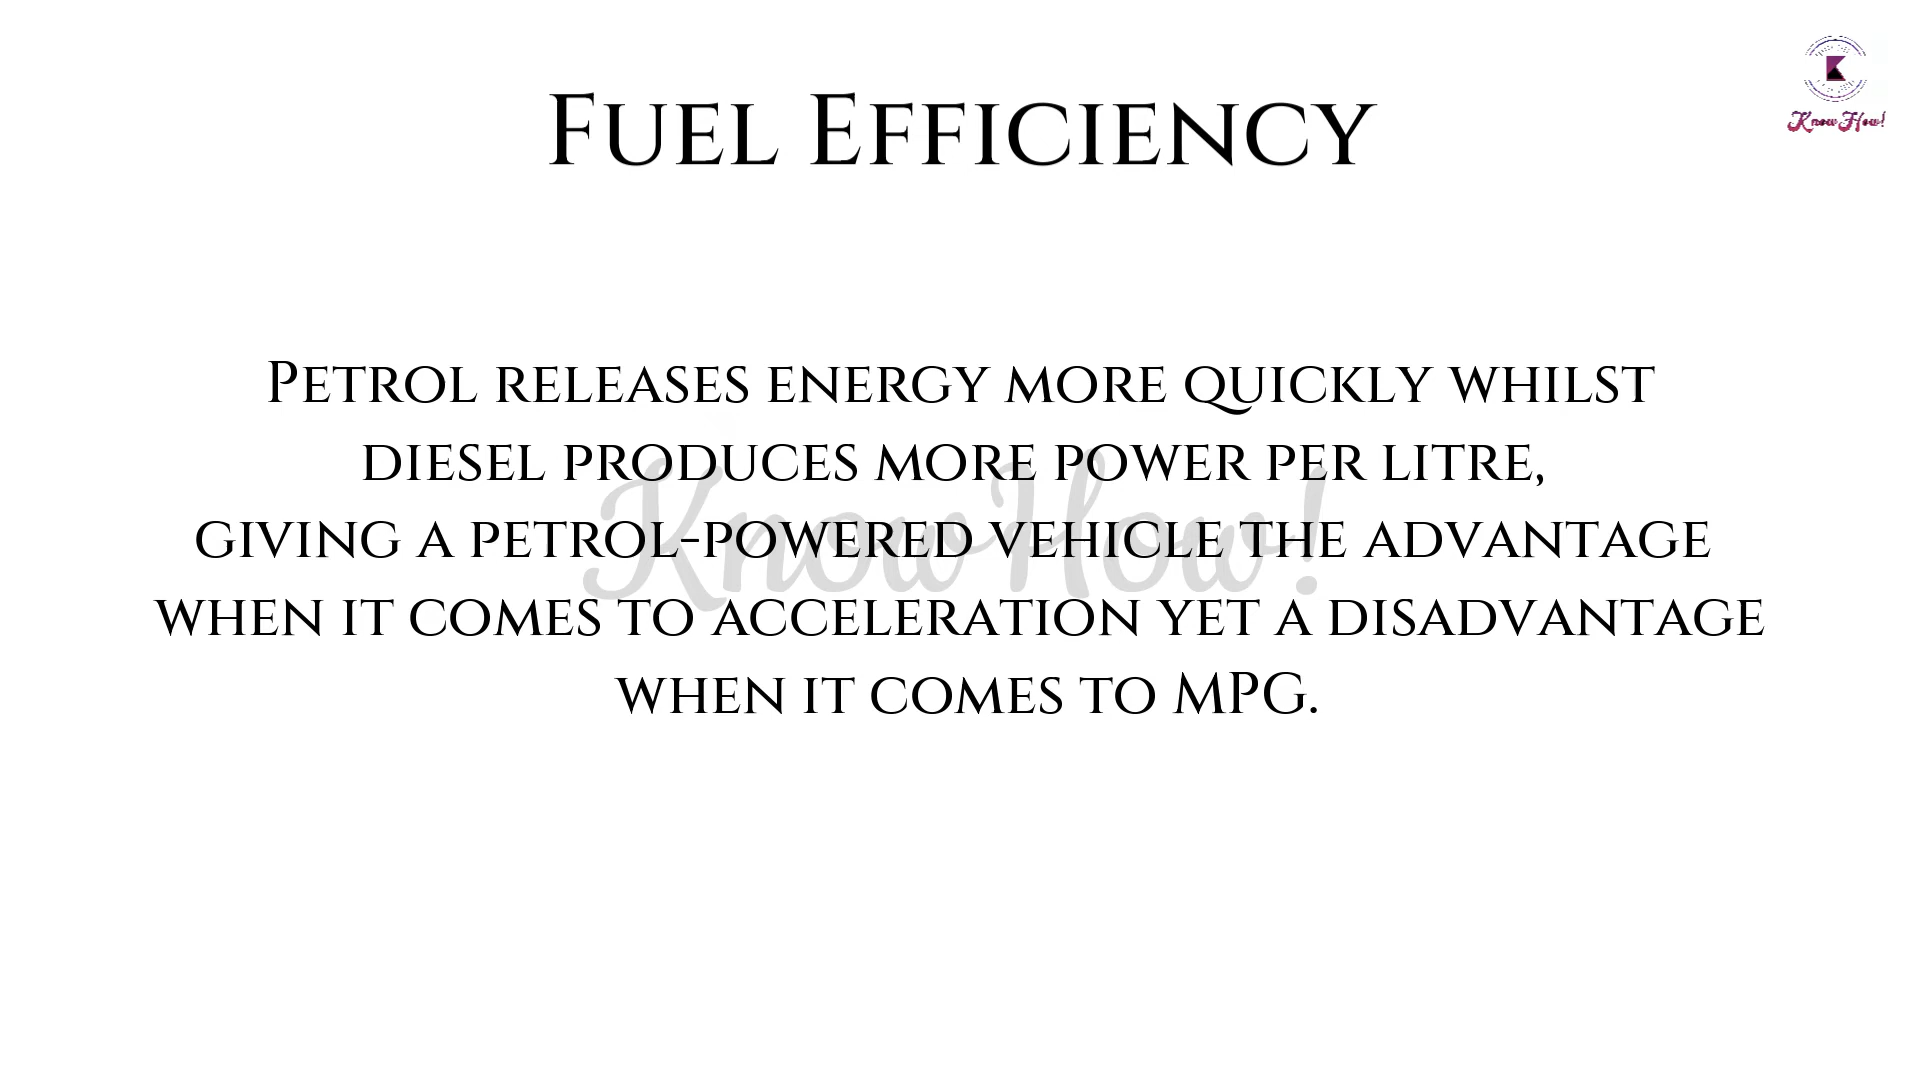 Know How!
Fuel Efficiency
Petrol releases energy more quickly whilst
diesel produces more power per litre,
giving a petrol-powered vehicle the advantage
when it comes to acceleration yet a disadvantage
when it comes to MPG.
Know How!